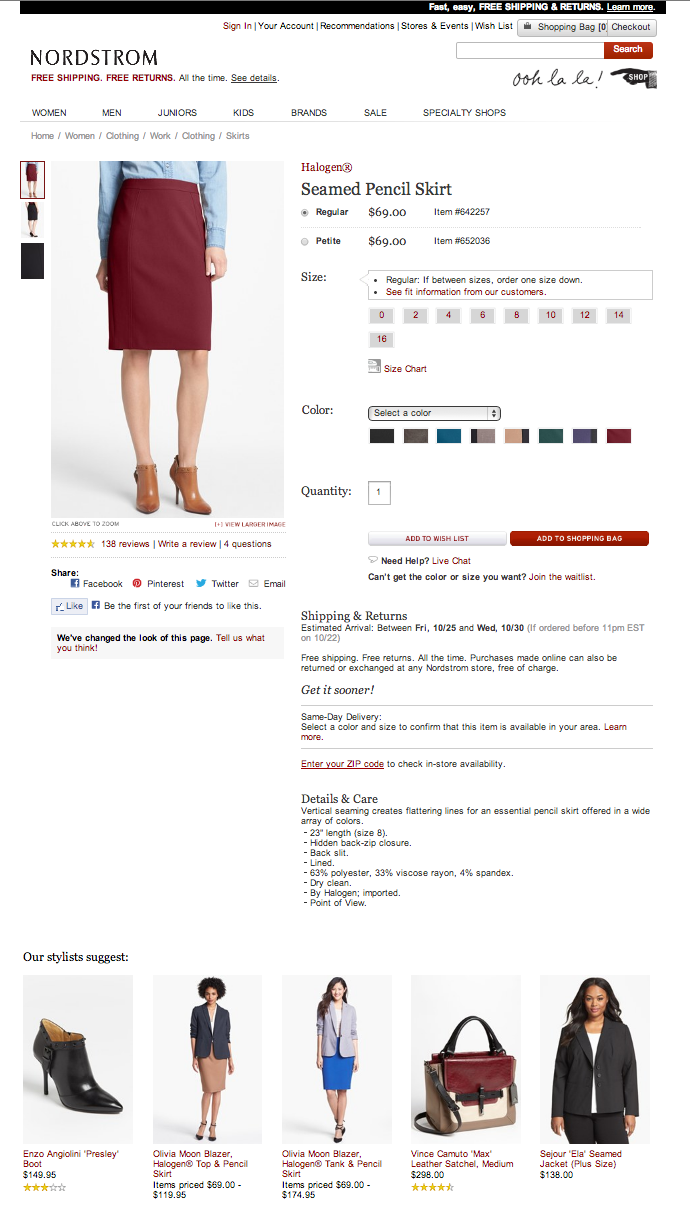 Fast, easy, FREE SHIPPING & RETURNS. Learn more.
Sign In | Your Account | Recommendations | Stores & Events | Wish List
Shopping Bag [0]
Checkout
Search
NORDSTROM
FREE SHIPPING. FREE RETURNS. All the time. See details.
ooh la la!
SHOP
WOMEN MEN JUNIORS KIDS BRANDS SALE SPECIALTY SHOPS
Home / Women / Clothing / Work / Clothing / Skirts
Halogen®
Seamed Pencil Skirt
Regular $69.00 Item #642257
Petite $69.00 Item #652036
Size:
• Regular: If between sizes, order one size down.
• See fit information from our customers.
0 2 4 6 8 10 12 14
16
Size Chart
Color: Select a color
Quantity: 1
ADD TO WISH LIST
ADD TO SHOPPING BAG
Need Help? Live Chat
Can't get the color or size you want? Join the waitlist.
CLICK ABOVE TO ZOOM
[+] VIEW LARGER IMAGE
138 reviews | Write a review | 4 questions
Share:
Facebook Pinterest Twitter Email
Like
Be the first of your friends to like this.
We've changed the look of this page. Tell us what
you think!
Shipping & Returns
Estimated Arrival: Between Fri, 10/25 and Wed, 10/30 (If ordered before 11pm EST
on 10/22)
Free shipping. Free returns. All the time. Purchases made online can also be
returned or exchanged at any Nordstrom store, free of charge.
Get it sooner!
Same-Day Delivery:
Select a color and size to confirm that this item is available in your area. Learn
more.
Enter your ZIP code to check in-store availability.
Details & Care
Vertical seaming creates flattering lines for an essential pencil skirt offered in a wide
array of colors.
- 23" length (size 8).
- Hidden back-zip closure.
- Back slit.
- Lined.
- 63% polyester, 33% viscose rayon, 4% spandex.
- Dry clean.
- By Halogen; imported.
- Point of View.
Our stylists suggest:
Enzo Angiolini 'Presley'
Boot
$149.95
Olivia Moon Blazer,
Halogen® Top & Pencil
Skirt
Items priced $69.00 -
$119.95
Olivia Moon Blazer,
Halogen® Tank & Pencil
Skirt
Items priced $69.00 -
$174.95
Vince Camuto 'Max'
Leather Satchel, Medium
$298.00
Sejour 'Ela' Seamed
Jacket (Plus Size)
$138.00